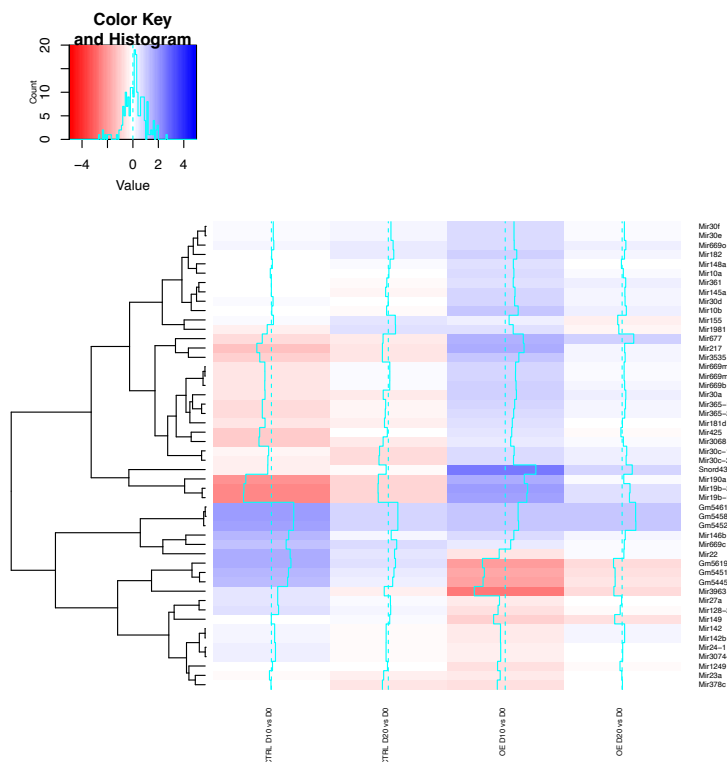 Color Key
and Histogram
Count
20
10
5
0
−4
0
2
4
Value
Mir30f
Mir30e
Mir669o
Mir182
Mir148a
Mir10a
Mir361
Mir145a
Mir30d
Mir10b
Mir155
Mir1981
Mir677
Mir217
Mir3535
Mir669m
Mir669m
Mir669b
Mir30a
Mir365−
Mir365−
Mir181d
Mir425
Mir3068
Mir30c−
Mir30c−
Snord43
Mir190a
Mir19b−
Mir19b−
Gm5461
Gm5458
Gm5452
Mir146b
Mir669c
Mir22
Gm5619
Gm5451
Gm5445
Mir3963
Mir27a
Mir128−
Mir149
Mir142
Mir142b
Mir24−1
Mir3074
Mir1249
Mir23a
Mir378c
CTRL D10 vs D0
CTRL D20 vs D0
OE D10 vs D0
OE D20 vs D0